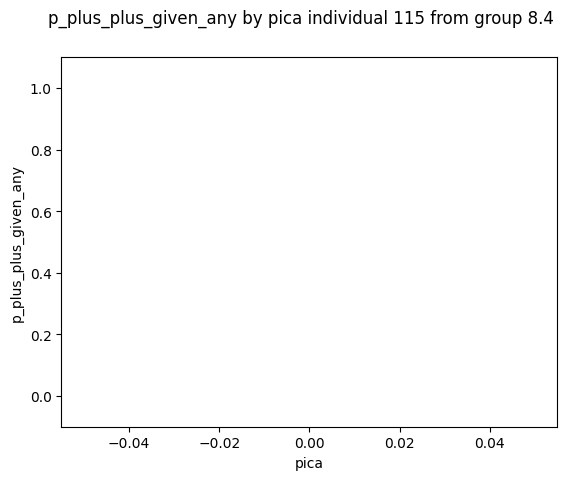 p_plus_plus_given_any by pica individual 115 from group 8.4
1.0
0.8
0.6
0.4
0.2
0.0
p_plus_plus_given_any
−0.04 −0.02 0.00 0.02 0.04
pica